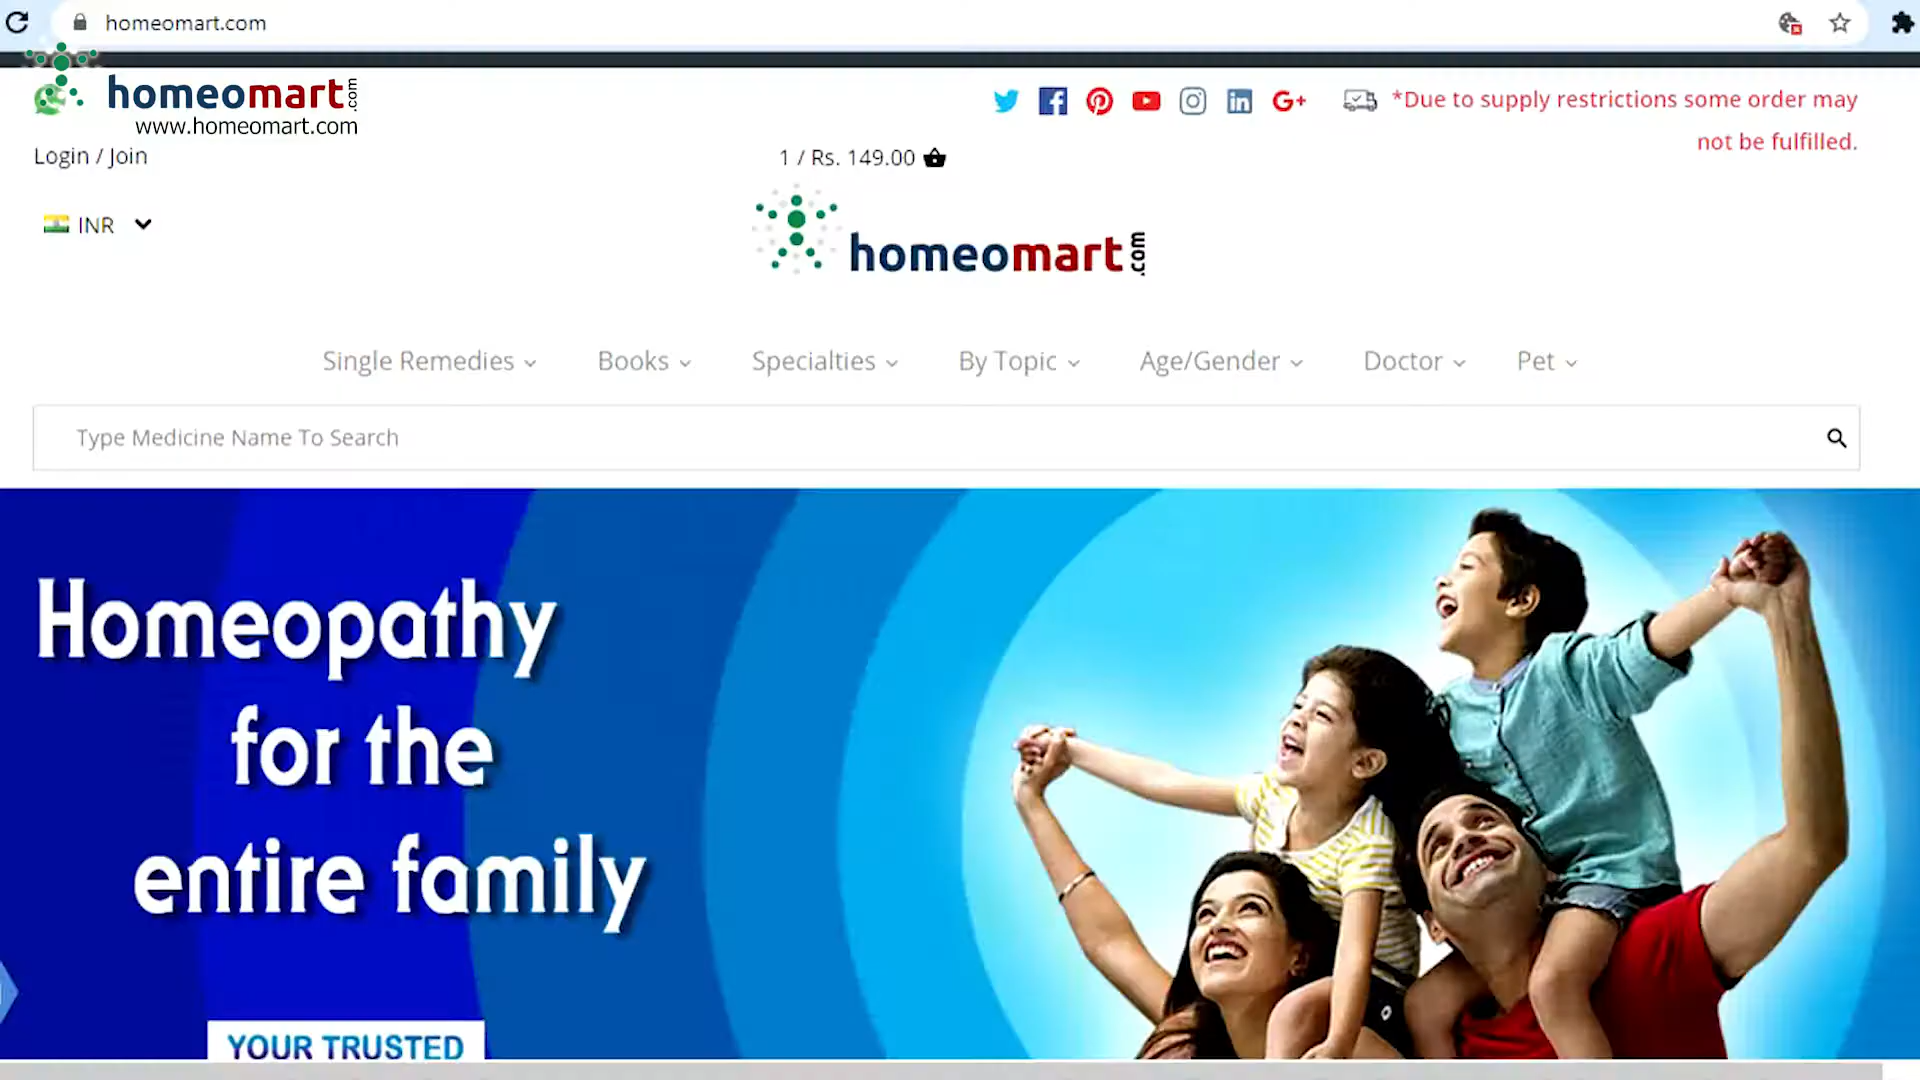 homeomart.com
homeomart.com
www.homeomart.com
*Due to supply restrictions some order may
not be fulfilled.
Login / Join
1 / Rs. 149.00
INR
homeomart.com
Single Remedies
Books
Specialties
By Topic
Age/Gender
Doctor
Pet
Type Medicine Name To Search
Homeopathy
for the
entire family
YOUR TRUSTED